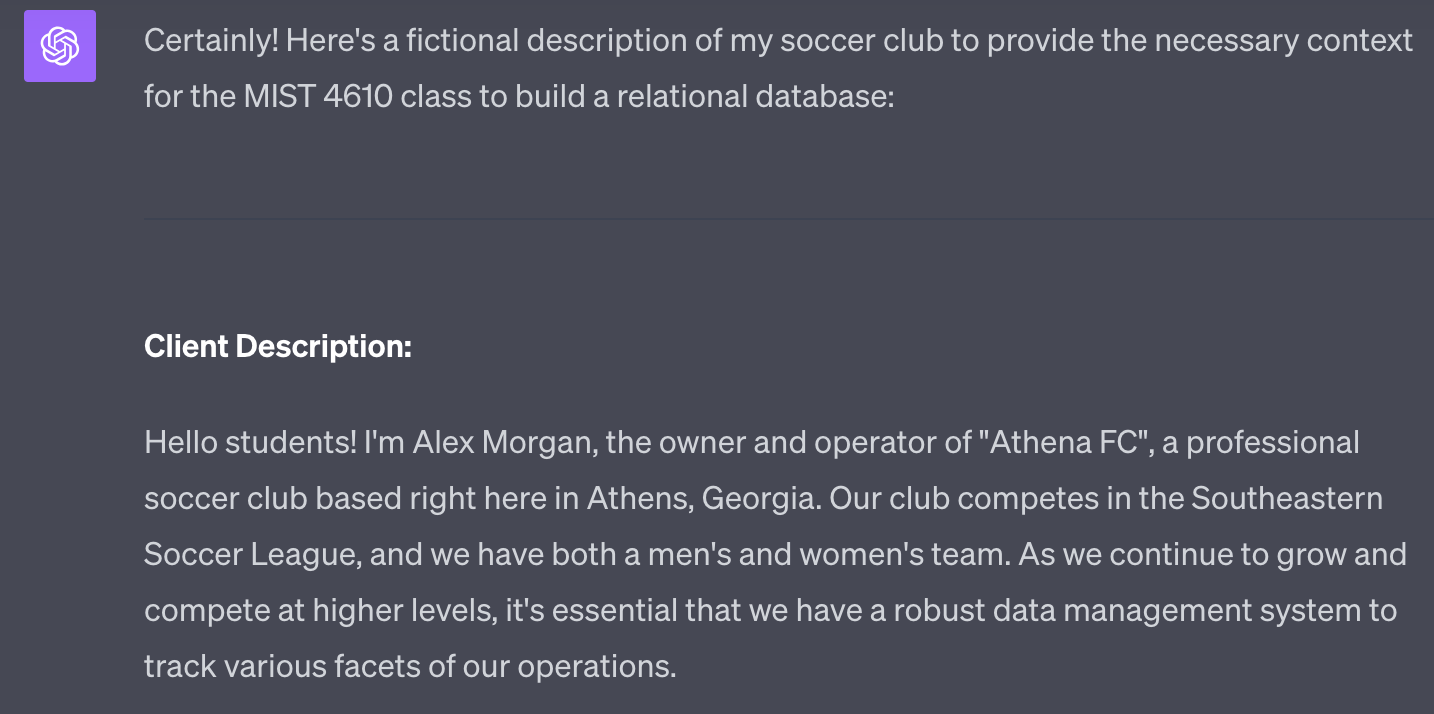 Certainly! Here's a fictional description of my soccer club to provide the necessary context
for the MIST 4610 class to build a relational database:
Client Description:
Hello students! I'm Alex Morgan, the owner and operator of "Athena FC", a professional
soccer club based right here in Athens, Georgia. Our club competes in the Southeastern
Soccer League, and we have both a men's and women's team. As we continue to grow and
compete at higher levels, it's essential that we have a robust data management system to
track various facets of our operations.